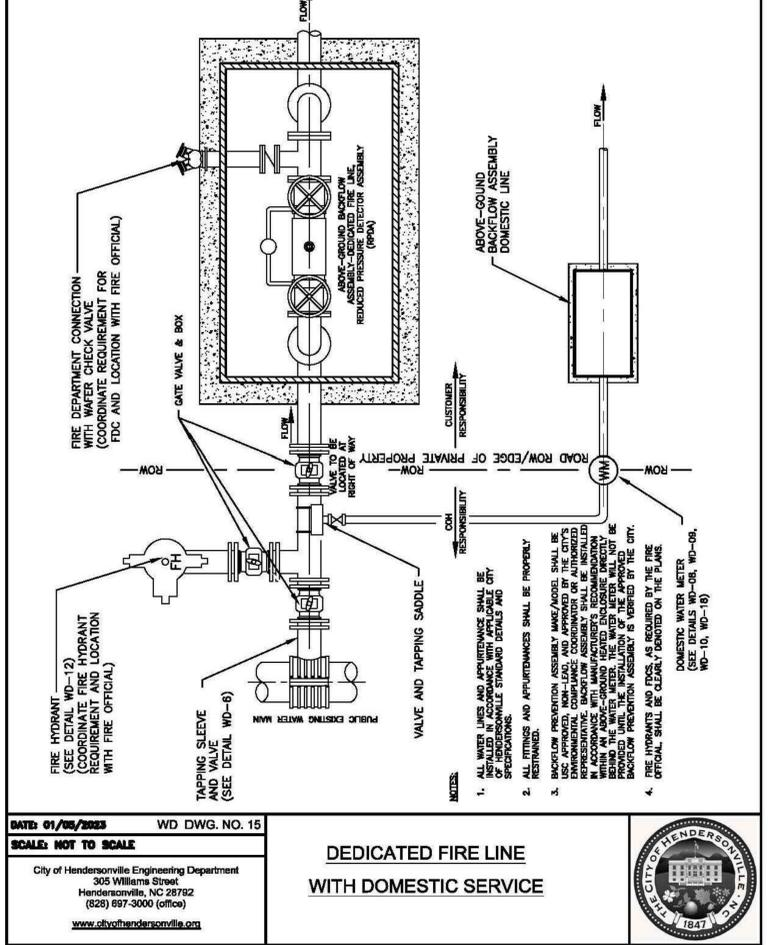 FLOW
FIRE DEPARTMENT CONNECTION
WITH WAFER CHECK VALVE
(COORDINATE REQUIREMENT FOR
FDC AND LOCATION WITH FIRE OFFICIAL)
GATE VALVE & BOX
ABOVE-GROUND BACKFLOW
ASSEMBLY-DEDICATED FIRE LINE,
REDUCED PRESSURE DETECTOR ASSEMBLY
(RPDA)
ABOVE-GOUND
BACKFLOW ASSEMBLY
DOMESTIC LINE
FLOW
FLOW
CUSTOMER
RESPONSIBILITY
COH
RESPONSIBILITY
VALVE TO BE
LOCATED AT
RIGHT OF WAY
ROW
ROW
ROAD ROW/EDGE OF PRIVATE PROPERTY
ROW
WM
FH
FIRE HYDRANT
(SEE DETAIL WD-12)
(COORDINATE FIRE HYDRANT
REQUIREMENT AND LOCATION
WITH FIRE OFFICIAL)
TAPPING SLEEVE
AND VALVE
(SEE DETAIL WD-6)
PUBLIC EXISTING WATER MAIN
VALVE AND TAPPING SADDLE
DOMESTIC WATER METER
(SEE DETAILS WD-08, WD-09,
WD-10, WD-18)
NOTES:
1. ALL WATER LINES AND APPURTENANCE SHALL BE
INSTALLED IN ACCORDANCE WITH APPLICABLE CITY
OF HENDERSONVILLE STANDARD DETAILS AND
SPECIFICATIONS.
2. ALL FITTINGS AND APPURTENANCES SHALL BE PROPERLY
RESTRAINED.
3. BACKFLOW PREVENTION ASSEMBLY MAKE/MODEL SHALL BE
USC APPROVED, NON-LEAD, AND APPROVED BY THE CITY'S
ENVIRONMENTAL COMPLIANCE COORDINATOR OR AUTHORIZED
REPRESENTATIVE. BACKFLOW ASSEMBLY SHALL BE INSTALLED
IN ACCORDANCE WITH MANUFACTURER'S RECOMMENDATION
WITHIN AN ABOVE-GROUND HEATED ENCLOSURE DIRECTLY
BEHIND THE WATER METER. THE WATER METER WILL NOT BE
PROVIDED UNTIL THE INSTALLATION OF THE APPROVED
BACKFLOW PREVENTION ASSEMBLY IS VERIFIED BY THE CITY.
4. FIRE HYDRANTS AND FDCS, AS REQUIRED BY THE FIRE
OFFICIAL, SHALL BE CLEARLY DENOTED ON THE PLANS.
DATE: 01/05/2023 WD DWG. NO. 15
SCALE: NOT TO SCALE
City of Hendersonville Engineering Department
305 Williams Street
Hendersonville, NC 28792
(828) 697-3000 (office)
www.cityofhendersonville.org
DEDICATED FIRE LINE
WITH DOMESTIC SERVICE
THE CITY OF HENDERSONVILLE, NC
1847